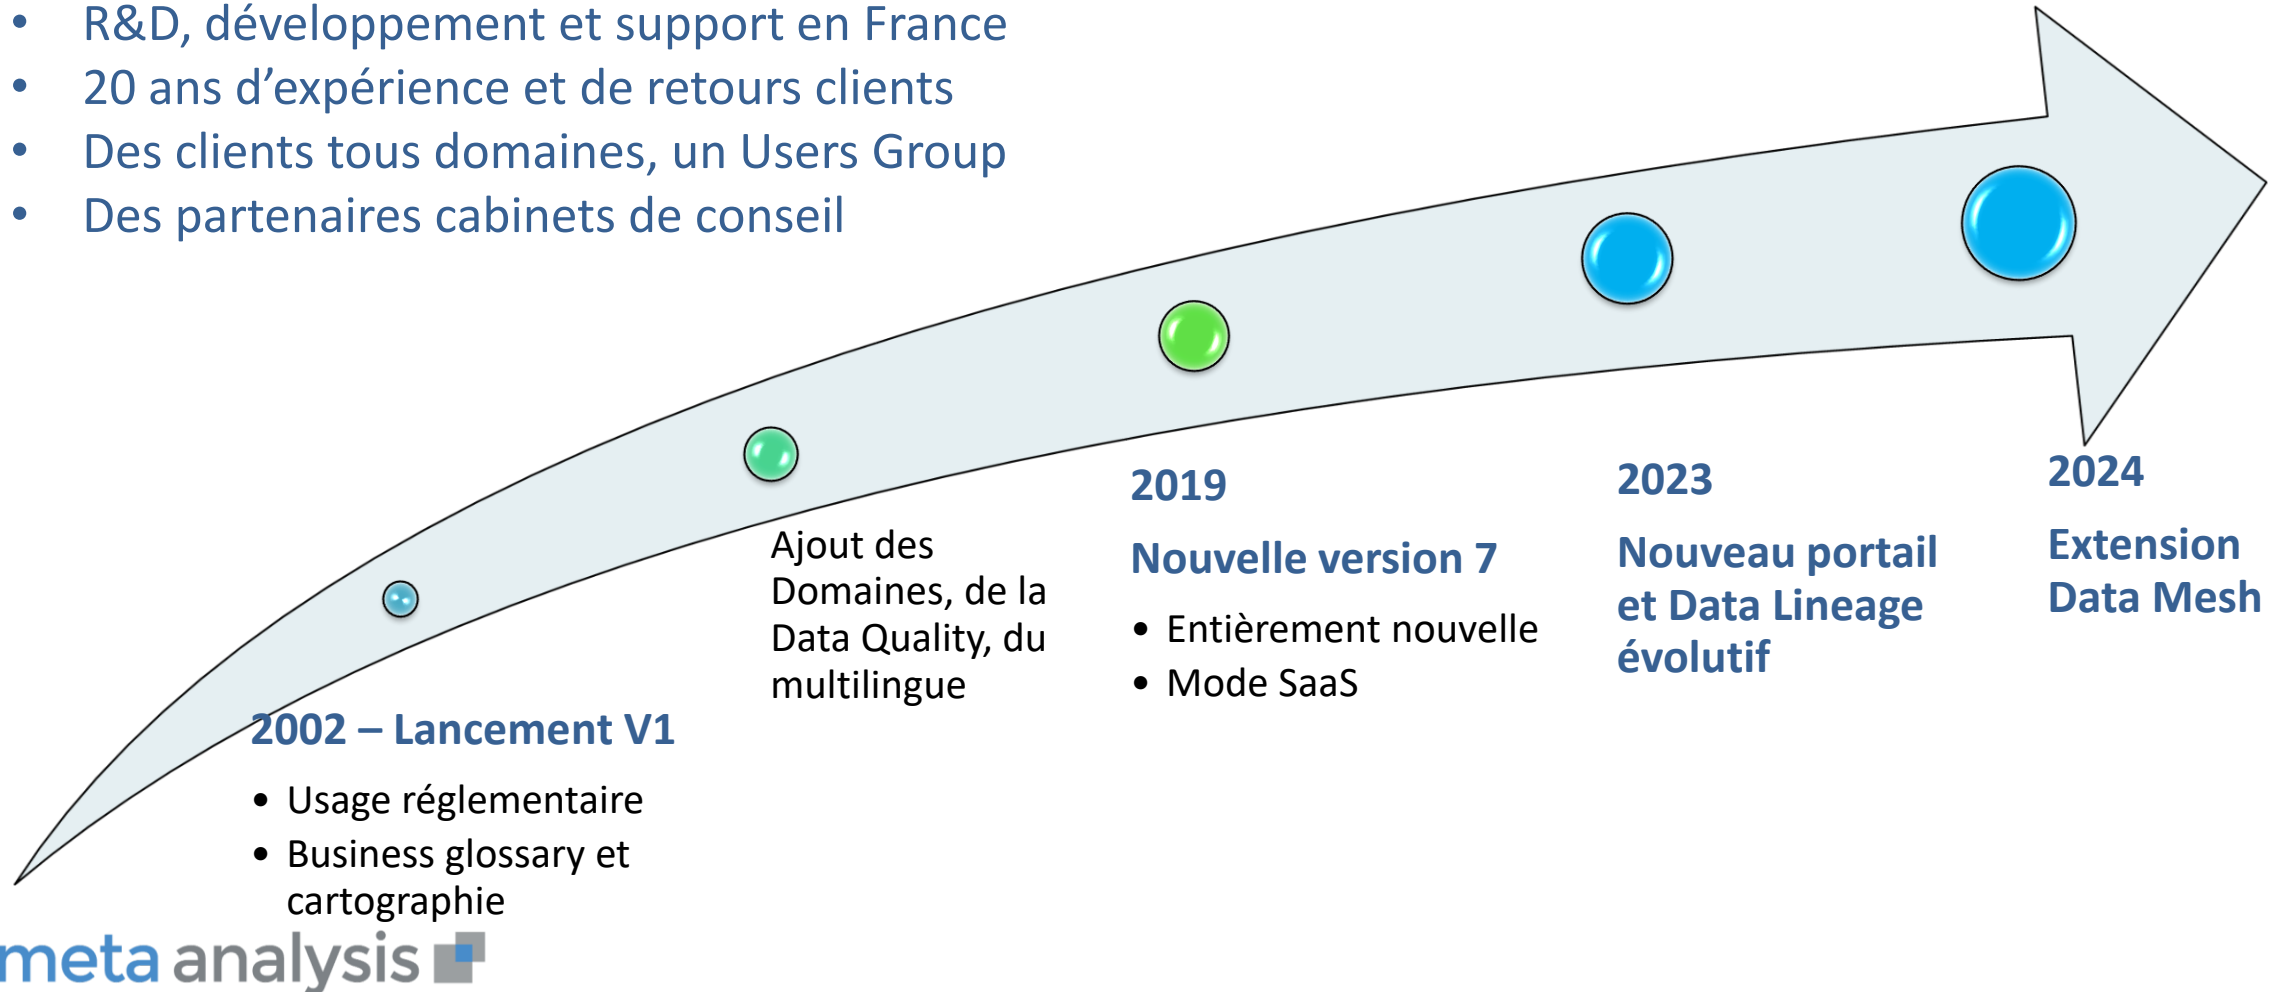 • R&D, développement et support en France
• 20 ans d’expérience et de retours clients
• Des clients tous domaines, un Users Group
• Des partenaires cabinets de conseil
2002 – Lancement V1
• Usage réglementaire
• Business glossary et
cartographie
Ajout des
Domaines, de la
Data Quality, du
multilingue
2019
Nouvelle version 7
• Entièrement nouvelle
• Mode SaaS
2023
Nouveau portail
et Data Lineage
évolutif
2024
Extension
Data Mesh
meta analysis